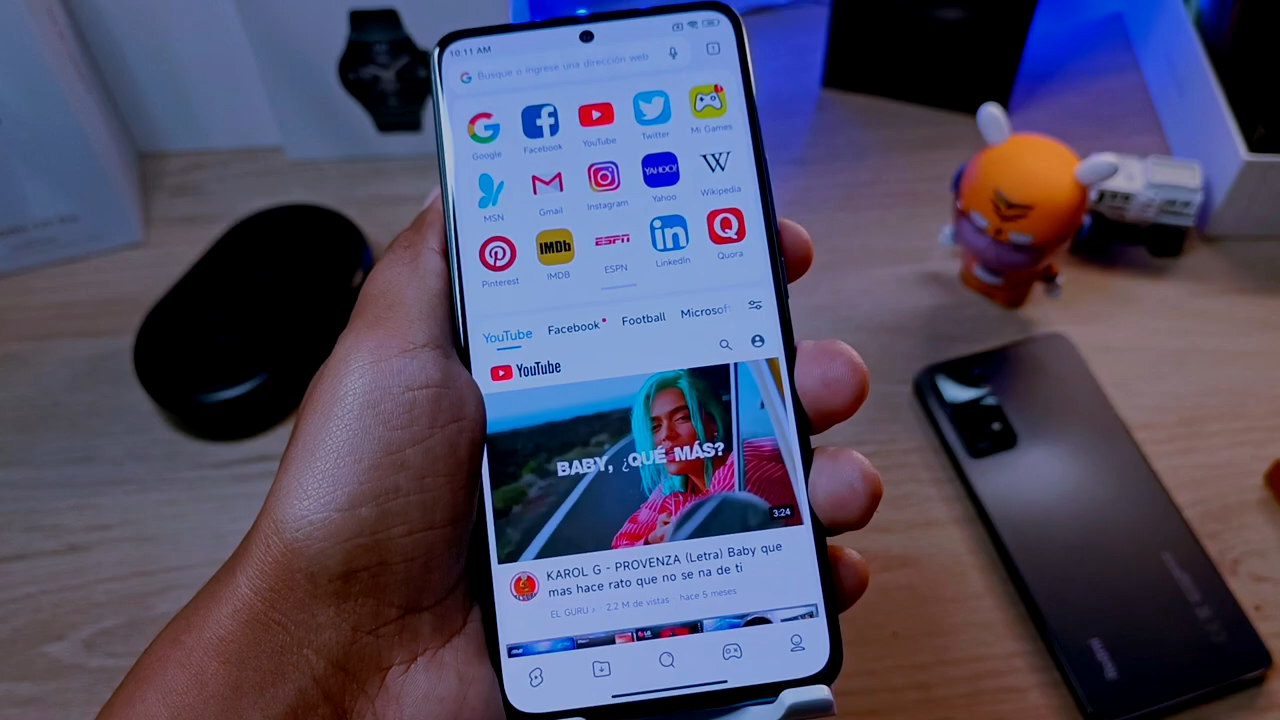 10:11 AM
Busque o ingrese una dirección web
1
Google
Facebook
YouTube
Twitter
Mi Games
YAHOO!
W
MSN
Gmail
Instagram
Yahoo
Wikipedia
IMDb
ESPN
in
Pinterest
IMDB
ESPN
LinkedIn
Quora
YouTube
Facebook
Football
Microsof
YouTube
BABY, ¿QUÉ MÁS?
3:24
KAROL G - PROVENZA (Letra) Baby que
mas hace rato que no se na de ti
EL GURU ♪ 2.2 M de vistas hace 5 meses
Redmi